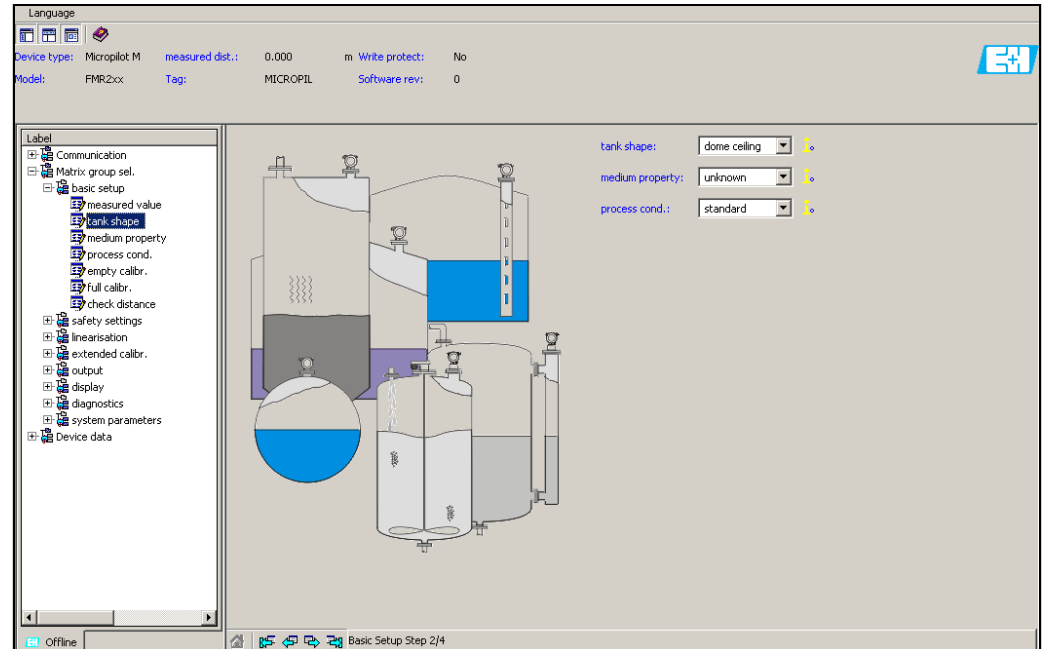 Language
Device type: Micropilot M measured dist.: 0.000 m Write protect: No
Model: FMR2xx Tag: MICROPIL Software rev: 0
E+H
Label
Communication
Matrix group sel.
basic setup
measured value
tank shape
medium property
process cond.
empty calibr.
full calibr.
check distance
safety settings
linearisation
extended calibr.
output
display
diagnostics
system parameters
Device data
tank shape: dome ceiling
medium property: unknown
process cond.: standard
Offline
Basic Setup Step 2/4